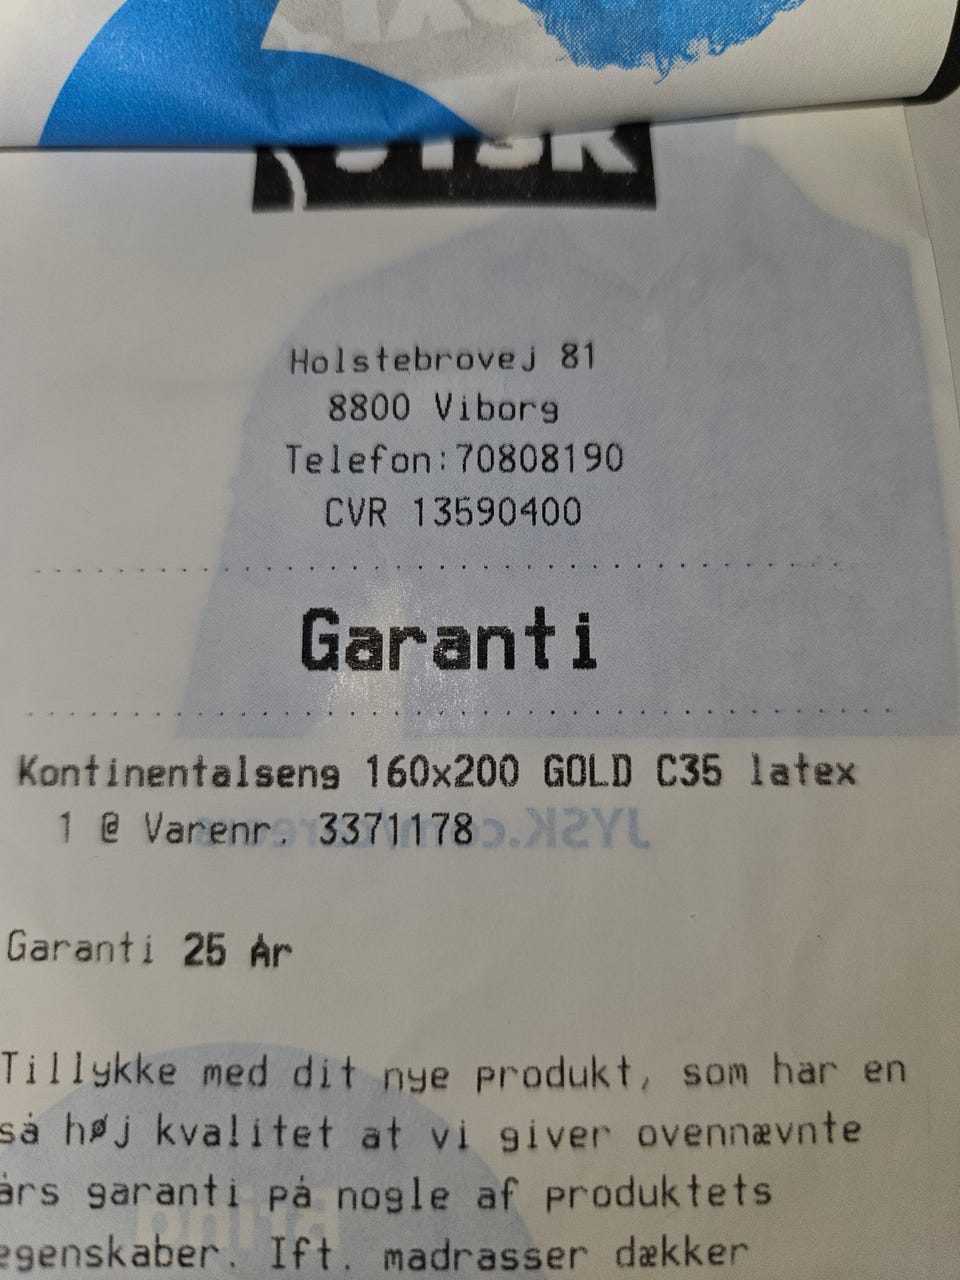 JYSK
Holstebrovej 81
8800 Viborg
Telefon:70808190
CVR 13590400
Garanti
Kontinentalseng 160x200 GOLD C35 latex
1 @ Varenr. 3371178
Garanti 25 År
Tillykke med dit nye produkt, som har en
så høj kvalitet at vi giver ovennævnte
års garanti på nogle af produktets
egenskaber. Ift. madrasser dækker